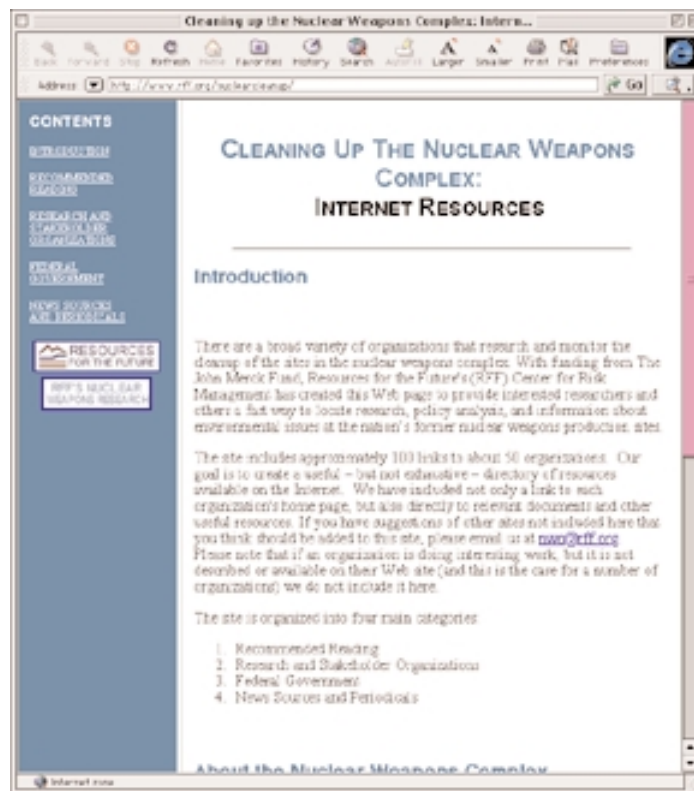 Cleaning up the Nuclear Weapons Complex: Intern...
Back Forward Stop Refresh Home Favorites History Search AutoFill Larger Smaller Print Mail Preferences
Address: http://www.rff.org/nuclearcleanup/ Go
CONTENTS
INTRODUCTION
RECOMMENDED
READING
RESEARCH AND
STAKEHOLDER
ORGANIZATIONS
FEDERAL
GOVERNMENT
NEWS SOURCES
AND PERIODICALS
RESOURCES
FOR THE FUTURE
RFF'S NUCLEAR
WEAPONS RESEARCH
CLEANING UP THE NUCLEAR WEAPONS
COMPLEX:
INTERNET RESOURCES
Introduction
There are a broad variety of organizations that research and monitor the
cleanup of the sites in the nuclear weapons complex. With funding from The
John Merck Fund, Resources for the Future's (RFF) Center for Risk
Management has created this Web page to provide interested researchers and
others a fast way to locate research, policy analysis, and information about
environmental issues at the nation's former nuclear weapons production sites.
The site includes approximately 100 links to about 50 organizations. Our
goal is to create a useful – but not exhaustive – directory of resources
available on the Internet. We have included not only a link to each
organization's home page, but also directly to relevant documents and other
useful resources. If you have suggestions of other sites not included here that
you think should be added to this site, please email us at nwr@rff.org
Please note that if an organization is doing interesting work, but it is not
described or available on their Web site (and this is the case for a number of
organizations) we do not include it here.
The site is organized into four main categories:
1. Recommended Reading
2. Research and Stakeholder Organizations
3. Federal Government
4. News Sources and Periodicals
About the Nuclear Weapons Complex
Internet zone